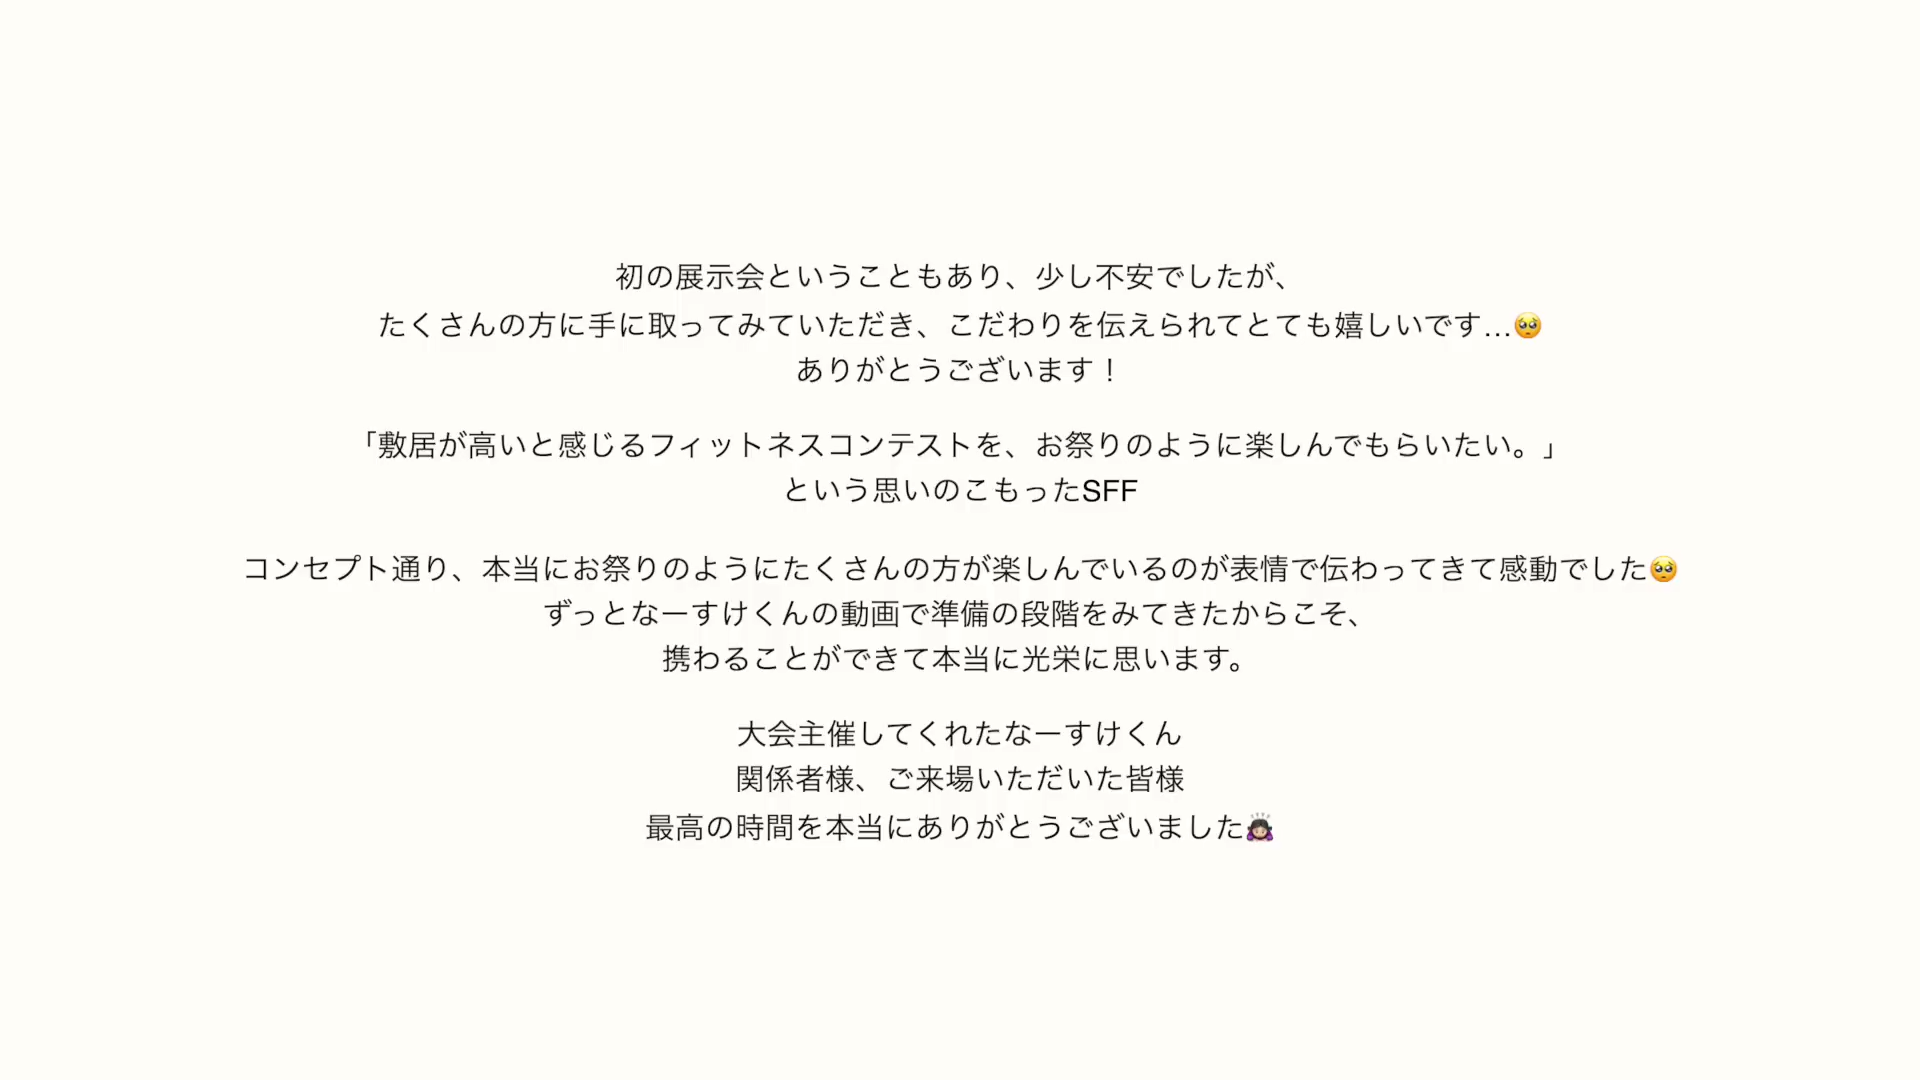 初の展示会ということもあり、少し不安でしたが、
たくさんの方に手に取ってみていただき、こだわりを伝えられてとても嬉しいです…🥺
ありがとうございます！
「敷居が高いと感じるフィットネスコンテストを、お祭りのように楽しんでもらいたい。」
という思いのこもったSFF
コンセプト通り、本当にお祭りのようにたくさんの方が楽しんでいるのが表情で伝わってきて感動でした🥺
ずっとなーすけくんの動画で準備の段階をみてきたからこそ、
携わることができて本当に光栄に思います。
大会主催してくれたなーすけくん
関係者様、ご来場いただいた皆様
最高の時間を本当にありがとうございました🙇🏻‍♀️